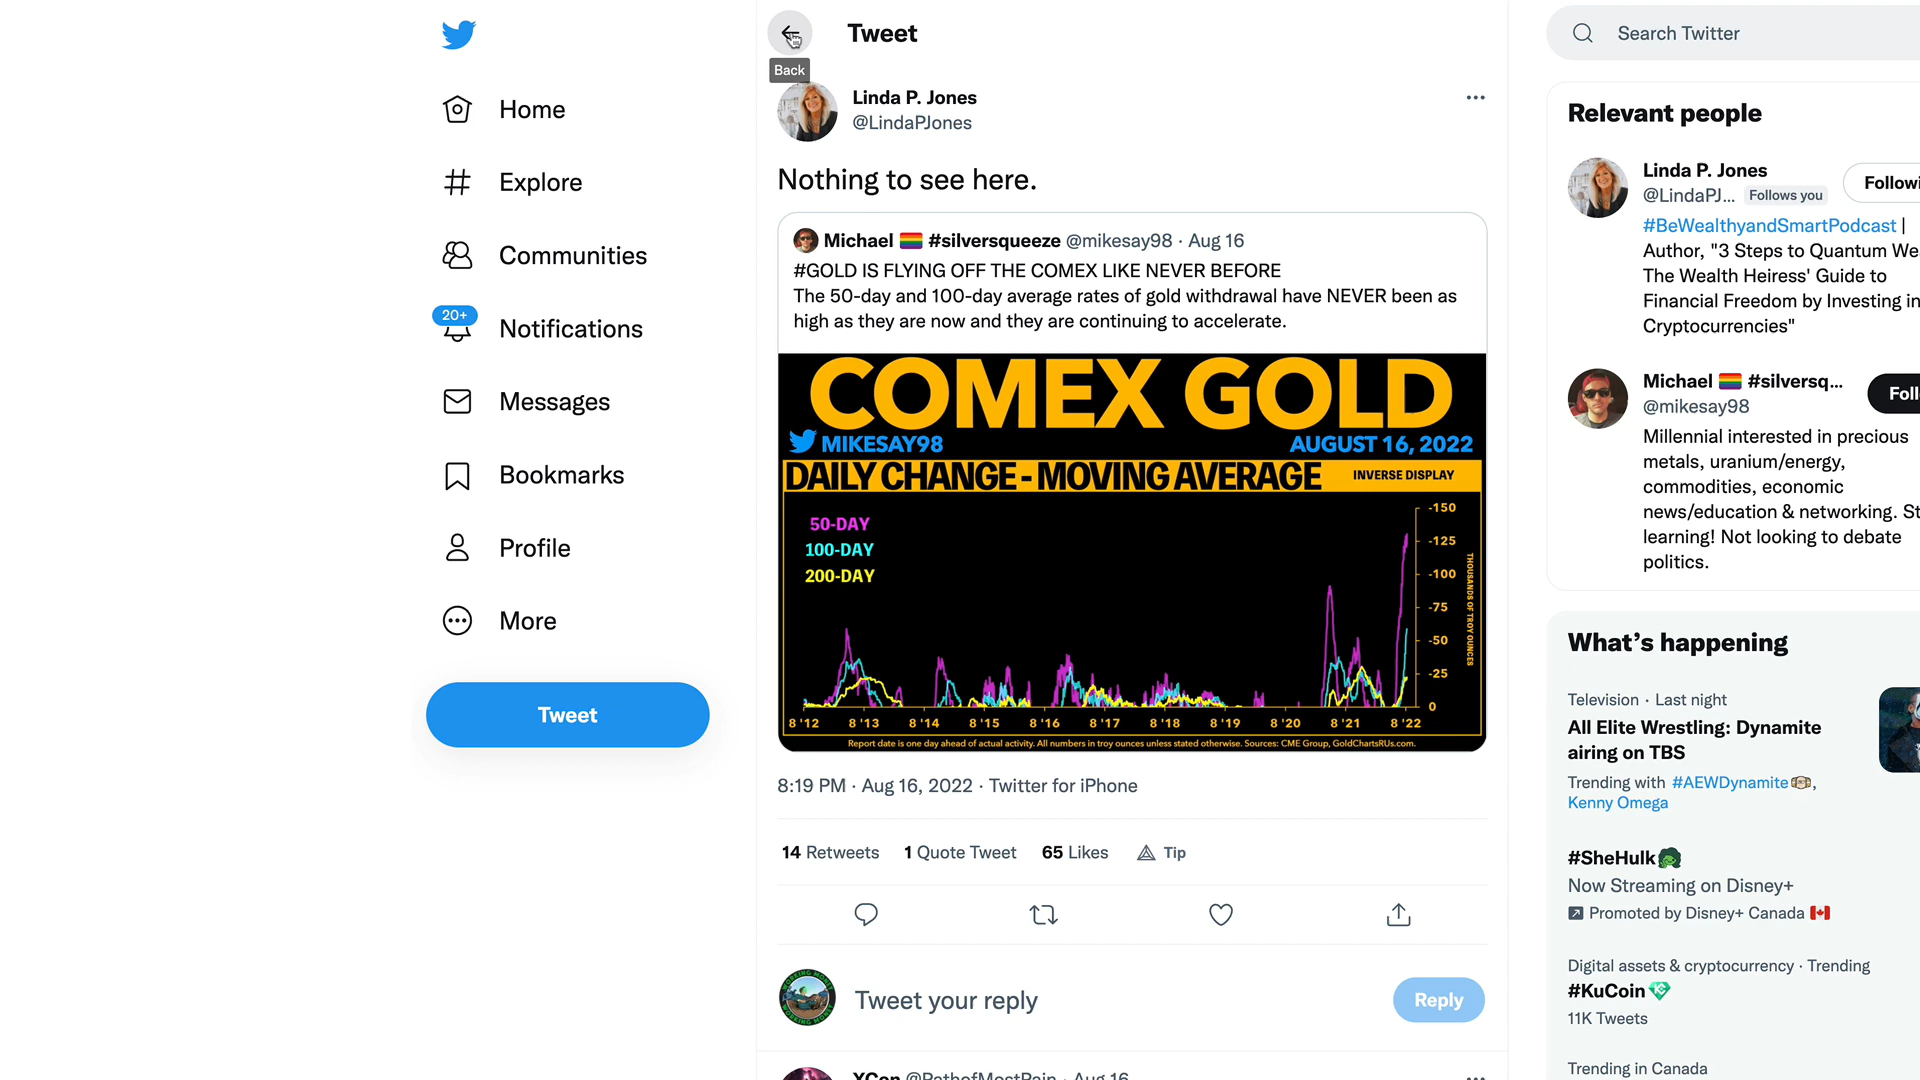 Tweet
Back
Linda P. Jones
@LindaPJones
Nothing to see here.
Michael #silversqueeze @mikesay98 · Aug 16
#GOLD IS FLYING OFF THE COMEX LIKE NEVER BEFORE
The 50-day and 100-day average rates of gold withdrawal have NEVER been as
high as they are now and they are continuing to accelerate.
COMEX GOLD
MIKESAY98
AUGUST 16, 2022
DAILY CHANGE - MOVING AVERAGE
INVERSE DISPLAY
50-DAY
100-DAY
200-DAY
-150
-125
-100
-75
-50
-25
0
THOUSANDS OF TROY OUNCES
8 '12 8 '13 8 '14 8 '15 8 '16 8 '17 8 '18 8 '19 8 '20 8 '21 8 '22
Report date is one day ahead of actual activity. All numbers in troy ounces unless stated otherwise. Sources: CME Group, GoldChartsRUs.com.
8:19 PM · Aug 16, 2022 · Twitter for iPhone
14 Retweets 1 Quote Tweet 65 Likes Tip
Tweet your reply
Reply
XCon @PathofMostPain · Aug 16
Home
Explore
Communities
20+
Notifications
Messages
Bookmarks
Profile
More
Tweet
Search Twitter
Relevant people
Linda P. Jones
@LindaPJ... Follows you
Followi
#BeWealthyandSmartPodcast |
Author, "3 Steps to Quantum We
The Wealth Heiress' Guide to
Financial Freedom by Investing in
Cryptocurrencies"
Michael #silversq...
@mikesay98
Foll
Millennial interested in precious
metals, uranium/energy,
commodities, economic
news/education & networking. St
learning! Not looking to debate
politics.
What's happening
Television · Last night
All Elite Wrestling: Dynamite
airing on TBS
Trending with #AEWDynamite,
Kenny Omega
#SheHulk
Now Streaming on Disney+
Promoted by Disney+ Canada
Digital assets & cryptocurrency · Trending
#KuCoin
11K Tweets
Trending in Canada